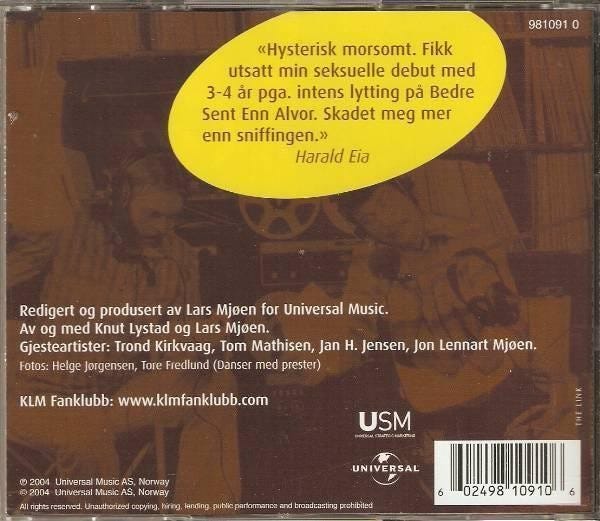 981091 0
«Hysterisk morsomt. Fikk
utsatt min seksuelle debut med
3-4 år pga. intens lytting på Bedre
Sent Enn Alvor. Skadet meg mer
enn sniffingen.»
Harald Eia
Redigert og produsert av Lars Mjøen for Universal Music.
Av og med Knut Lystad og Lars Mjøen.
Gjesteartister: Trond Kirkvaag, Tom Mathisen, Jan H. Jensen, Jon Lennart Mjøen.
Fotos: Helge Jørgensen, Tore Fredlund (Danser med prester)
KLM Fanklubb: www.klmfanklubb.com
THE LINK
USM
UNIVERSAL STRATEGIC MARKETING
UNIVERSAL
℗ 2004 Universal Music AS, Norway
© 2004 Universal Music AS, Norway
All rights reserved. Unauthorized copying, hiring, lending, public performance and broadcasting prohibited
6 02498 10910 6